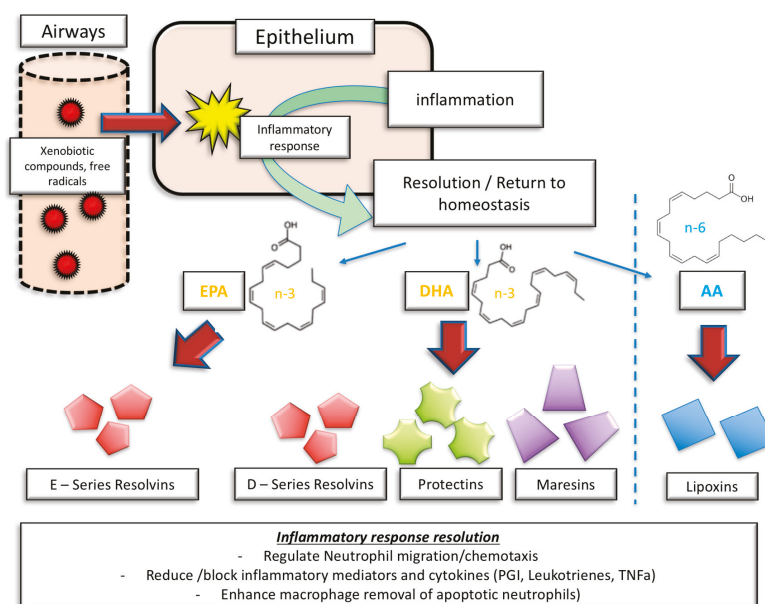 Airways
Epithelium
Xenobiotic
compounds, free
radicals
Inflammatory
response
inflammation
Resolution / Return to
homeostasis
O
OH
n-6
EPA
O
OH
n-3
DHA
O
OH
n-3
AA
E – Series Resolvins
D – Series Resolvins
Protectins
Maresins
Lipoxins
Inflammatory response resolution
- Regulate Neutrophil migration/chemotaxis
- Reduce /block inflammatory mediators and cytokines (PGI, Leukotrienes, TNFa)
- Enhance macrophage removal of apoptotic neutrophils)